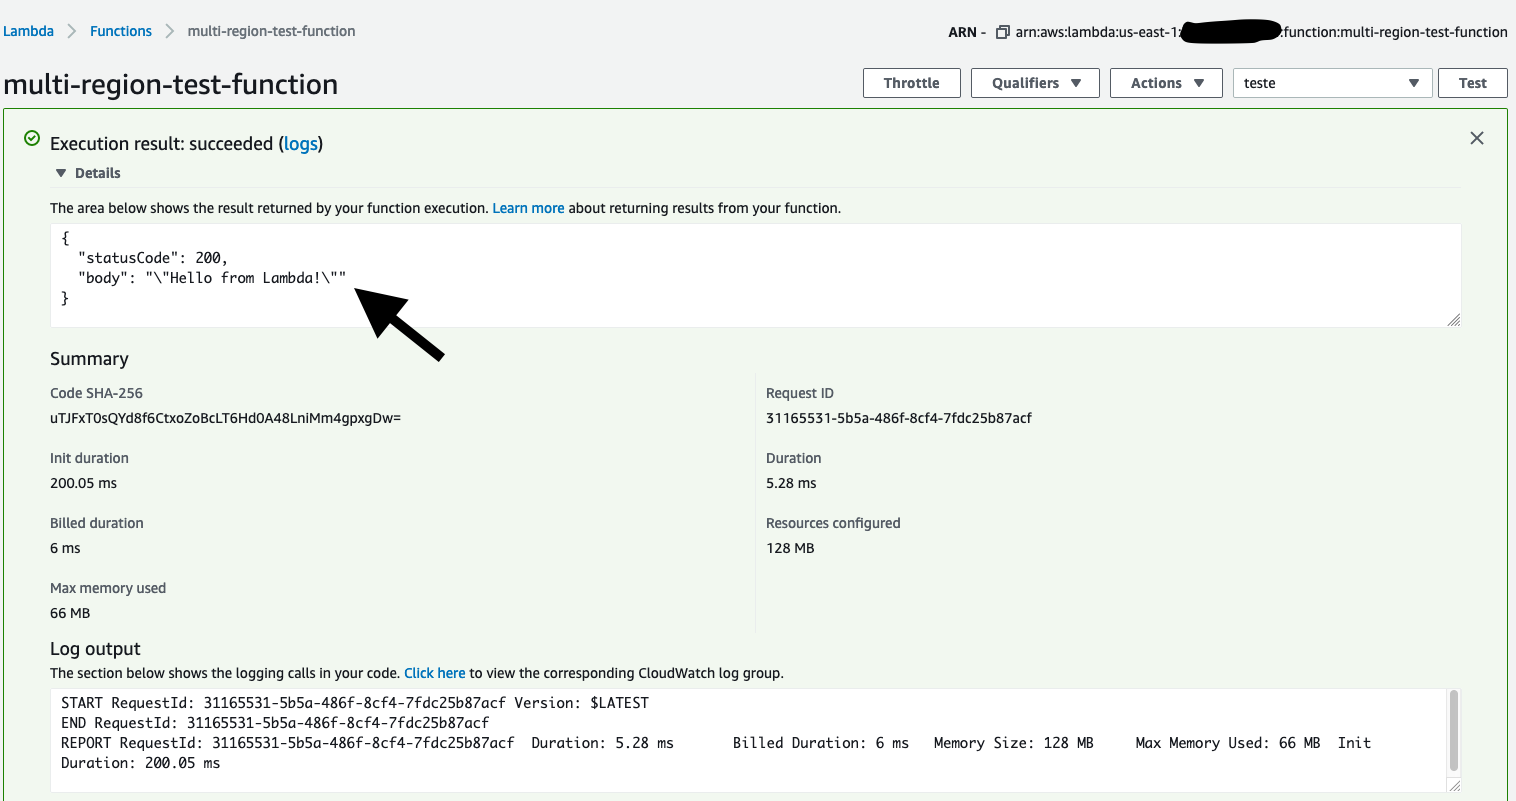 Lambda > Functions > multi-region-test-function
ARN - arn:aws:lambda:us-east-1: :function:multi-region-test-function
multi-region-test-function
Throttle Qualifiers Actions teste Test
Execution result: succeeded (logs)
Details
The area below shows the result returned by your function execution. Learn more about returning results from your function.
{
"statusCode": 200,
"body": "\"Hello from Lambda!\""
}
Summary
Code SHA-256
uTJFxT0sQYd8f6CtxoZoBcLT6Hd0A48LniMm4gpxgDw=
Request ID
31165531-5b5a-486f-8cf4-7fdc25b87acf
Init duration
200.05 ms
Duration
5.28 ms
Billed duration
6 ms
Resources configured
128 MB
Max memory used
66 MB
Log output
The section below shows the logging calls in your code. Click here to view the corresponding CloudWatch log group.
START RequestId: 31165531-5b5a-486f-8cf4-7fdc25b87acf Version: $LATEST
END RequestId: 31165531-5b5a-486f-8cf4-7fdc25b87acf
REPORT RequestId: 31165531-5b5a-486f-8cf4-7fdc25b87acf Duration: 5.28 ms Billed Duration: 6 ms Memory Size: 128 MB Max Memory Used: 66 MB Init
Duration: 200.05 ms